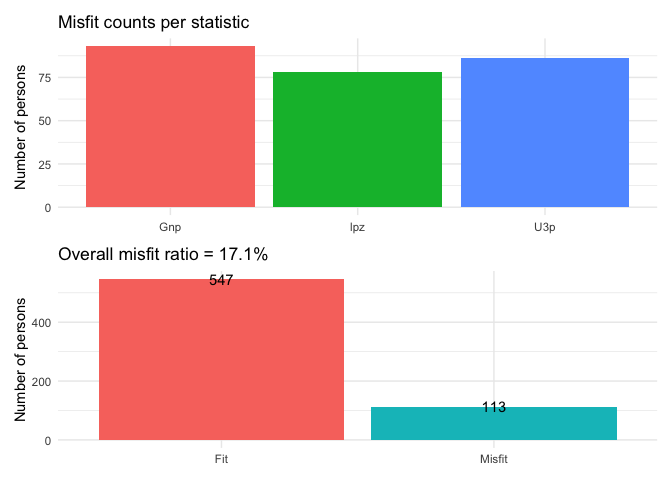 Misfit counts per statistic
Number of persons
75
50
25
0
Gnp
lpz
U3p
Overall misfit ratio = 17.1%
Number of persons
400
200
0
547
113
Fit
Misfit